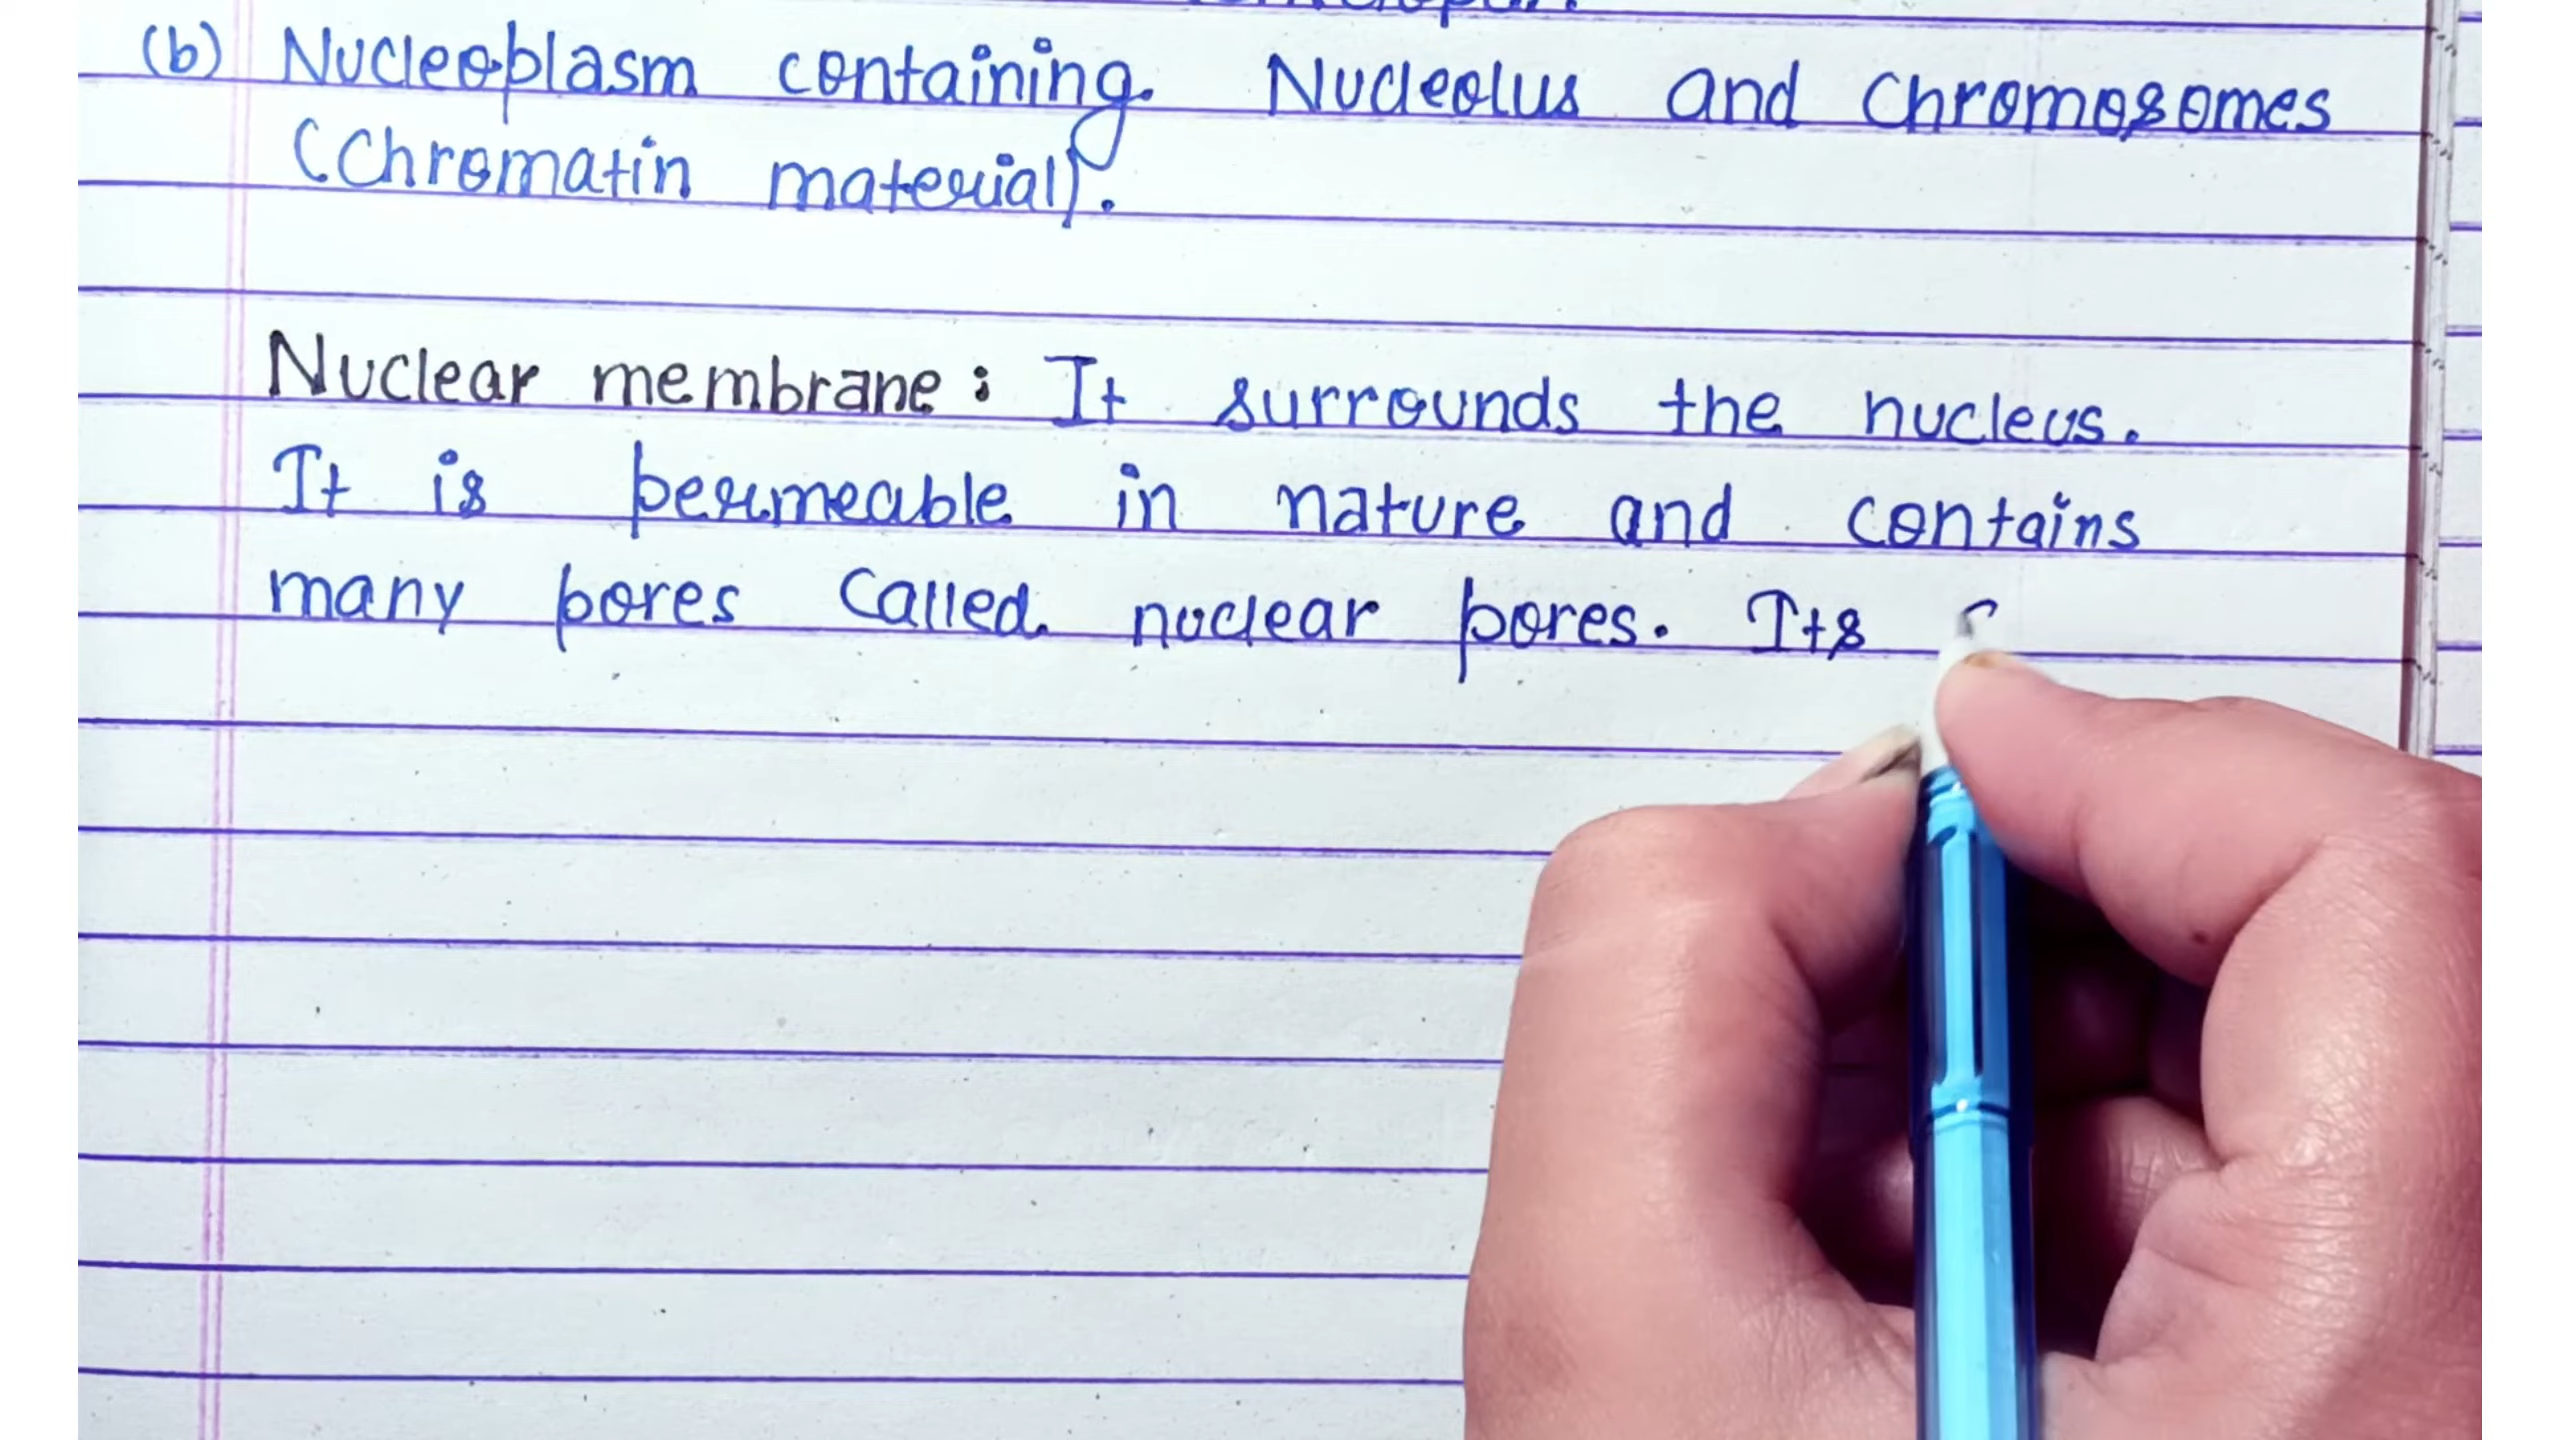 (b) Nucleoplasm containing. Nucleolus and Chromosomes
(Chromatin material).
Nuclear membrane: It surrounds the nucleus.
It is permeable in nature and contains
many pores called nuclear pores. Its